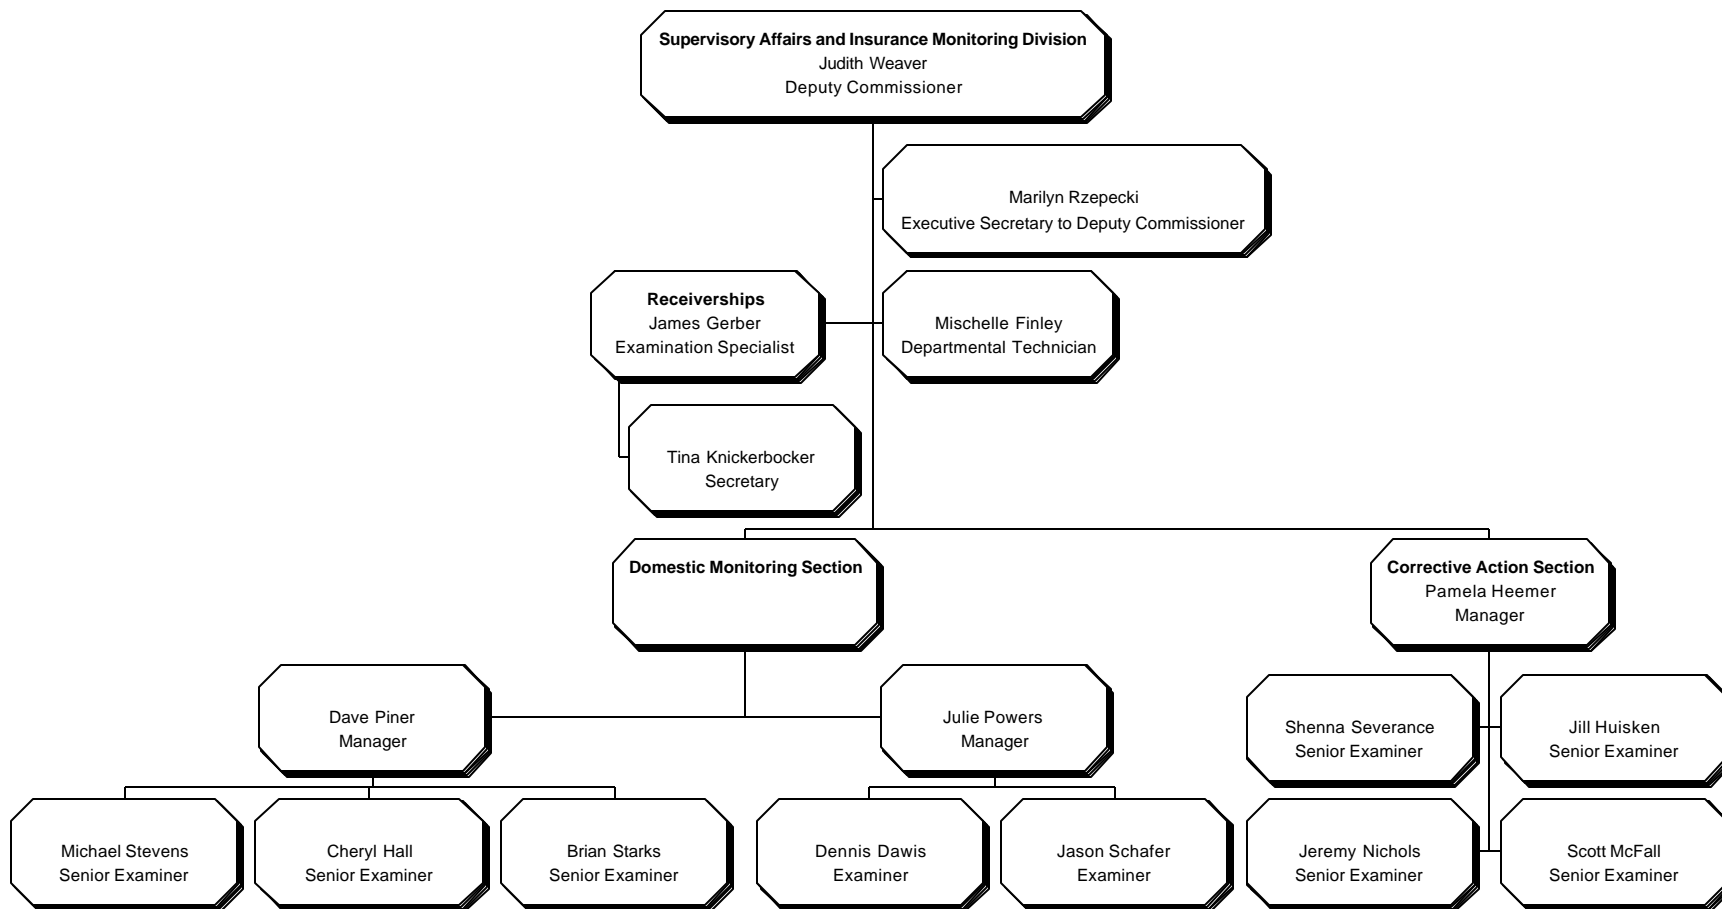 Supervisory Affairs and Insurance Monitoring Division
Judith Weaver
Deputy Commissioner
Marilyn Rzepecki
Executive Secretary to Deputy Commissioner
Receiverships
James Gerber
Examination Specialist
Mischelle Finley
Departmental Technician
Tina Knickerbocker
Secretary
Domestic Monitoring Section
Corrective Action Section
Pamela Heemer
Manager
Dave Piner
Manager
Julie Powers
Manager
Shenna Severance
Senior Examiner
Jill Huisken
Senior Examiner
Michael Stevens
Senior Examiner
Cheryl Hall
Senior Examiner
Brian Starks
Senior Examiner
Dennis Dawis
Examiner
Jason Schafer
Examiner
Jeremy Nichols
Senior Examiner
Scott McFall
Senior Examiner